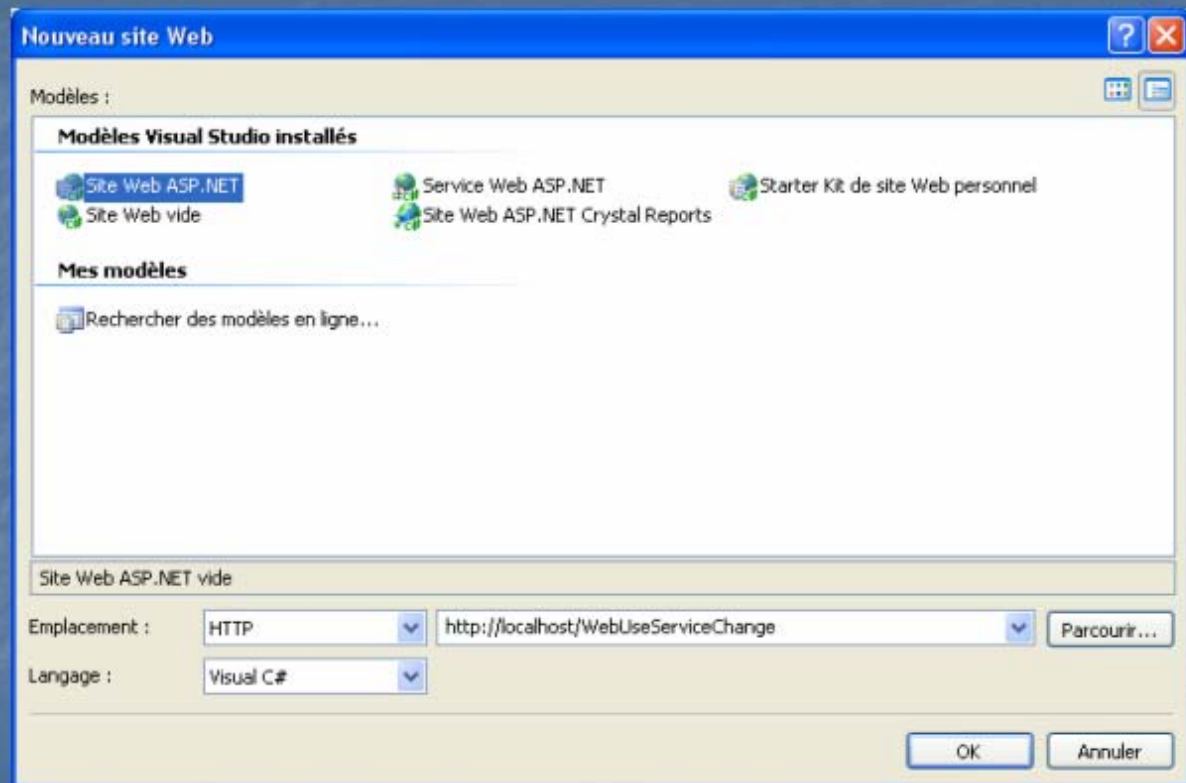 Nouveau site Web
Modèles :
Modèles Visual Studio installés
Site Web ASP.NET
Service Web ASP.NET
Starter Kit de site Web personnel
Site Web vide
Site Web ASP.NET Crystal Reports
Mes modèles
Rechercher des modèles en ligne...
Site Web ASP.NET vide
Emplacement :
HTTP
http://localhost/WebUseServiceChange
Parcourir...
Langage :
Visual C#
OK
Annuler